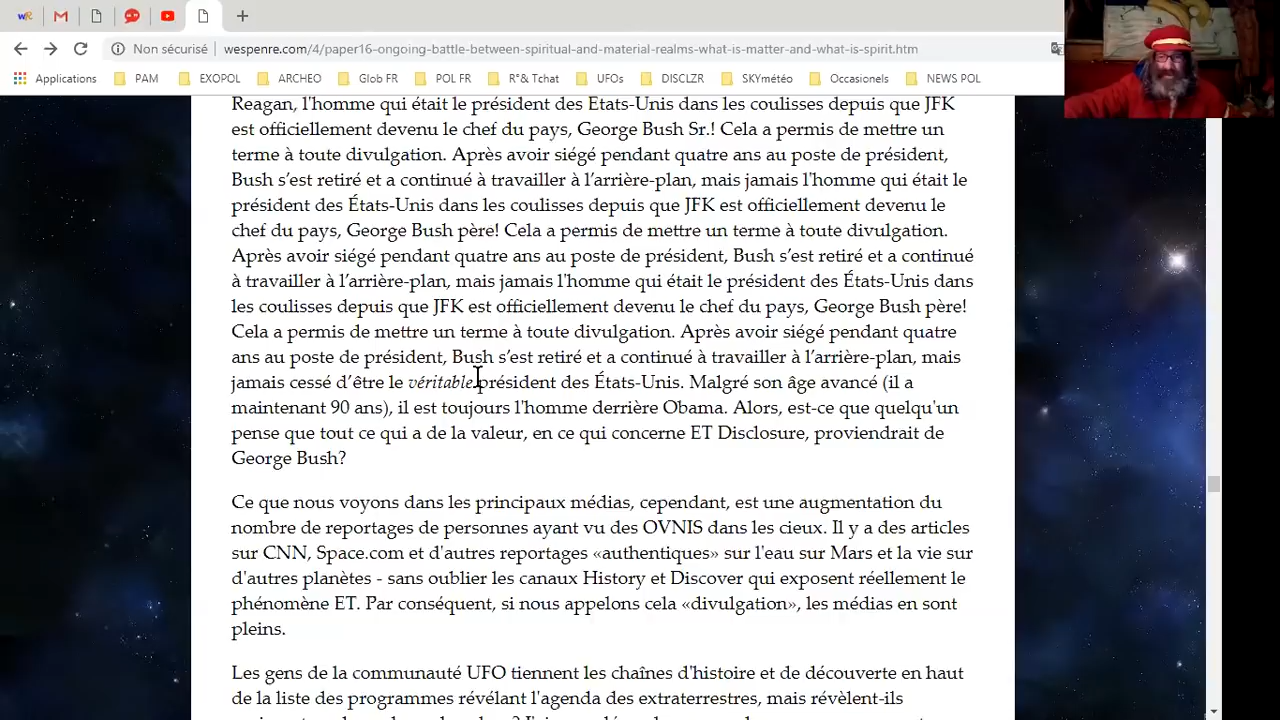 Non sécurisé
wespenre.com/4/paper16-ongoing-battle-between-spiritual-and-material-realms-what-is-matter-and-what-is-spirit.htm
Applications PAM EXOPOL ARCHEO Glob FR POL FR R°& Tchat UFOs DISCLZR SKYmétéo Occasionels NEWS POL
Reagan, l'homme qui était le président des États-Unis dans les coulisses depuis que JFK
est officiellement devenu le chef du pays, George Bush Sr.! Cela a permis de mettre un
terme à toute divulgation. Après avoir siégé pendant quatre ans au poste de président,
Bush s’est retiré et a continué à travailler à l’arrière-plan, mais jamais l'homme qui était le
président des États-Unis dans les coulisses depuis que JFK est officiellement devenu le
chef du pays, George Bush père! Cela a permis de mettre un terme à toute divulgation.
Après avoir siégé pendant quatre ans au poste de président, Bush s’est retiré et a continué
à travailler à l’arrière-plan, mais jamais l'homme qui était le président des États-Unis dans
les coulisses depuis que JFK est officiellement devenu le chef du pays, George Bush père!
Cela a permis de mettre un terme à toute divulgation. Après avoir siégé pendant quatre
ans au poste de président, Bush s’est retiré et a continué à travailler à l’arrière-plan, mais
jamais cessé d’être le véritable président des États-Unis. Malgré son âge avancé (il a
maintenant 90 ans), il est toujours l'homme derrière Obama. Alors, est-ce que quelqu'un
pense que tout ce qui a de la valeur, en ce qui concerne ET Disclosure, proviendrait de
George Bush?
Ce que nous voyons dans les principaux médias, cependant, est une augmentation du
nombre de reportages de personnes ayant vu des OVNIS dans les cieux. Il y a des articles
sur CNN, Space.com et d'autres reportages «authentiques» sur l'eau sur Mars et la vie sur
d'autres planètes - sans oublier les canaux History et Discover qui exposent réellement le
phénomène ET. Par conséquent, si nous appelons cela «divulgation», les médias en sont
pleins.
Les gens de la communauté UFO tiennent les chaînes d'histoire et de découverte en haut
de la liste des programmes révélant l'agenda des extraterrestres, mais révèlent-ils